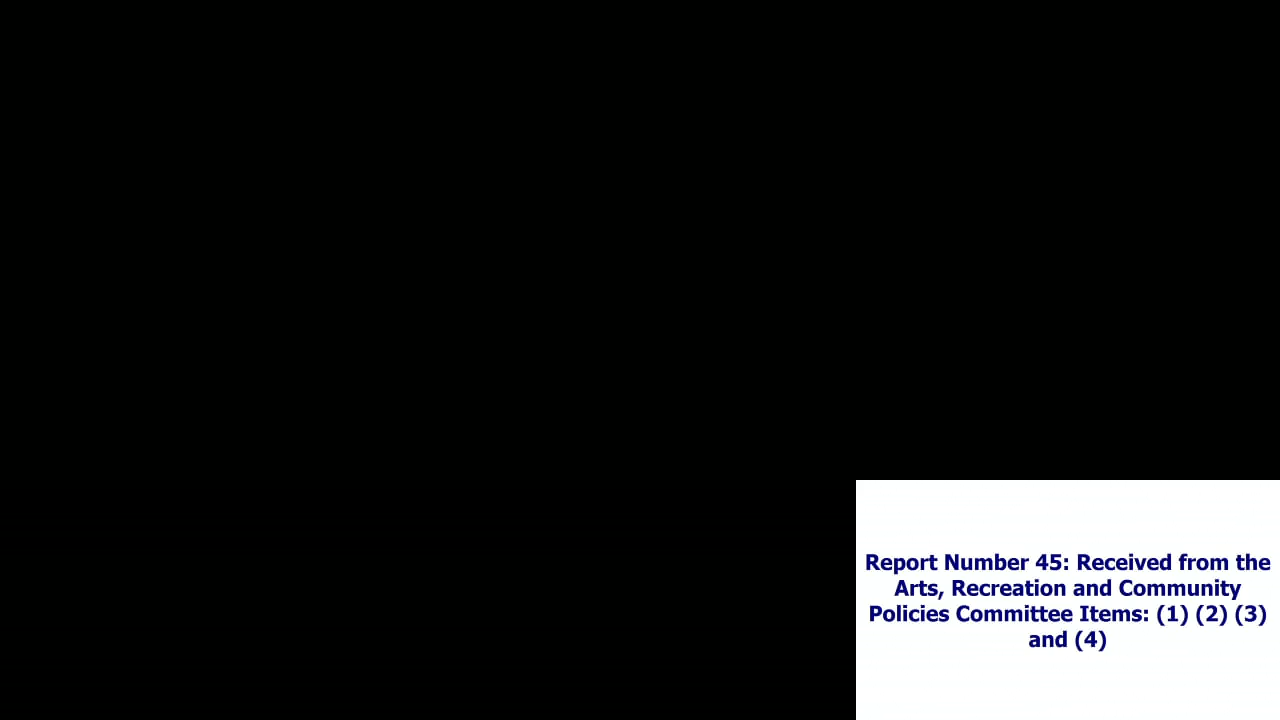 Report Number 45: Received from the
Arts, Recreation and Community
Policies Committee Items: (1) (2) (3)
and (4)